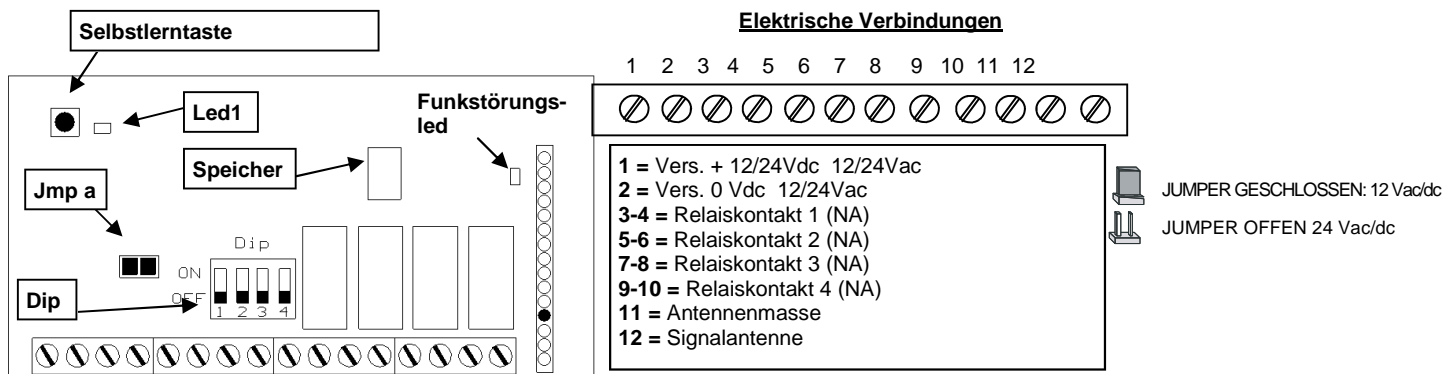 Elektrische Verbindungen
Selbstlerntaste
1 2 3 4 5 6 7 8 9 10 11 12
Led1
Funkstörungs-
led
Speicher
Jmp a
Dip
ON
OFF
1 2 3 4
Dip
1 = Vers. + 12/24Vdc 12/24Vac
2 = Vers. 0 Vdc 12/24Vac
3-4 = Relaiskontakt 1 (NA)
5-6 = Relaiskontakt 2 (NA)
7-8 = Relaiskontakt 3 (NA)
9-10 = Relaiskontakt 4 (NA)
11 = Antennenmasse
12 = Signalantenne
JUMPER GESCHLOSSEN: 12 Vac/dc
JUMPER OFFEN 24 Vac/dc